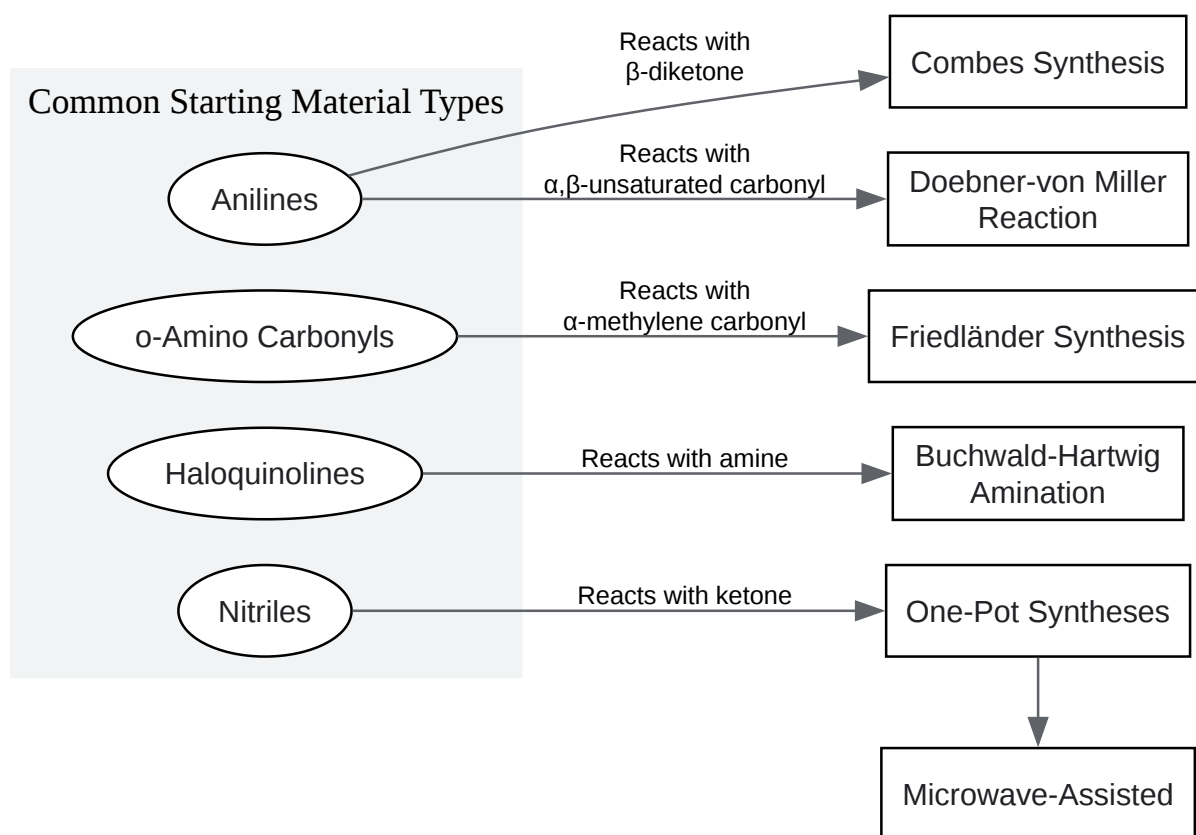 Common Starting Material Types
Anilines
Reacts with
β-diketone
Combes Synthesis
Reacts with
α,β-unsaturated carbonyl
Doebner-von Miller
Reaction
o-Amino Carbonyls
Reacts with
α-methylene carbonyl
Friedländer Synthesis
Haloquinolines
Reacts with amine
Buchwald-Hartwig
Amination
Nitriles
Reacts with ketone
One-Pot Syntheses
Microwave-Assisted